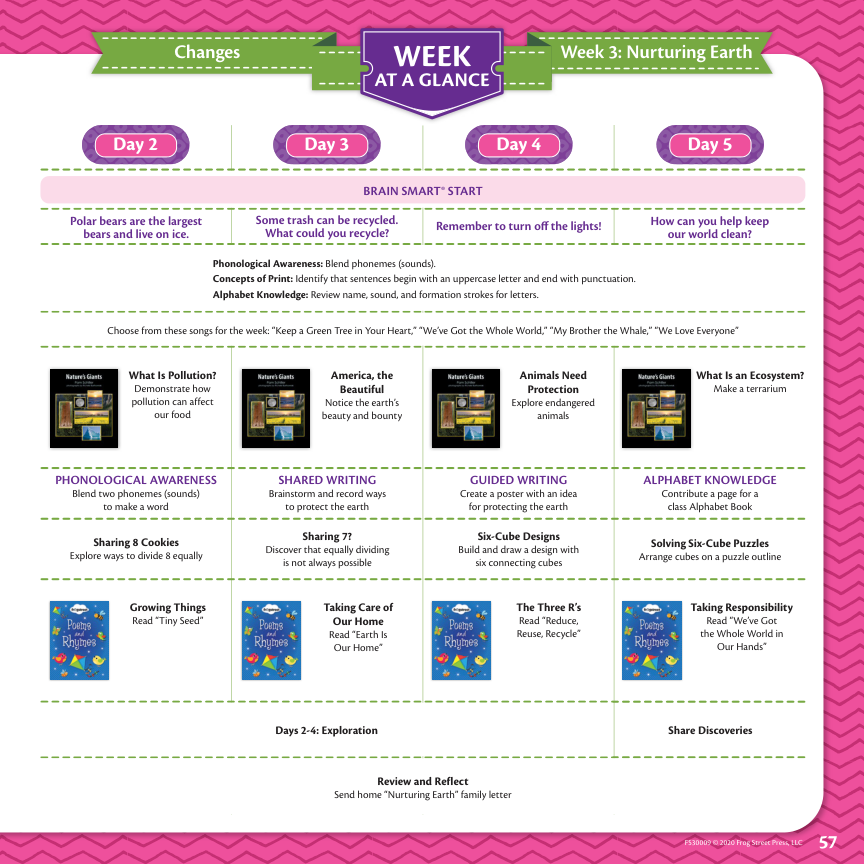 Changes
WEEK
AT A GLANCE
Week 3: Nurturing Earth
Day 2
Day 3
Day 4
Day 5
BRAIN SMART® START
Polar bears are the largest
bears and live on ice.
Some trash can be recycled.
What could you recycle?
Remember to turn off the lights!
How can you help keep
our world clean?
Phonological Awareness: Blend phonemes (sounds).
Concepts of Print: Identify that sentences begin with an uppercase letter and end with punctuation.
Alphabet Knowledge: Review name, sound, and formation strokes for letters.
Choose from these songs for the week: “Keep a Green Tree in Your Heart,” “We’ve Got the Whole World,” “My Brother the Whale,” “We Love Everyone”
Nature's Giants
What Is Pollution?
Demonstrate how
pollution can affect
our food
Nature's Giants
America, the
Beautiful
Notice the earth’s
beauty and bounty
Nature's Giants
Animals Need
Protection
Explore endangered
animals
Nature's Giants
What Is an Ecosystem?
Make a terrarium
PHONOLOGICAL AWARENESS
Blend two phonemes (sounds)
to make a word
SHARED WRITING
Brainstorm and record ways
to protect the earth
GUIDED WRITING
Create a poster with an idea
for protecting the earth
ALPHABET KNOWLEDGE
Contribute a page for a
class Alphabet Book
Sharing 8 Cookies
Explore ways to divide 8 equally
Sharing 7?
Discover that equally dividing
is not always possible
Six-Cube Designs
Build and draw a design with
six connecting cubes
Solving Six-Cube Puzzles
Arrange cubes on a puzzle outline
Poems
and
Rhymes
Growing Things
Read “Tiny Seed”
Poems
and
Rhymes
Taking Care of
Our Home
Read “Earth Is
Our Home”
Poems
and
Rhymes
The Three R’s
Read “Reduce,
Reuse, Recycle”
Poems
and
Rhymes
Taking Responsibility
Read “We’ve Got
the Whole World in
Our Hands”
Days 2-4: Exploration
Share Discoveries
Review and Reflect
Send home “Nurturing Earth” family letter
FS30009 © 2020 Frog Street Press, LLC
57